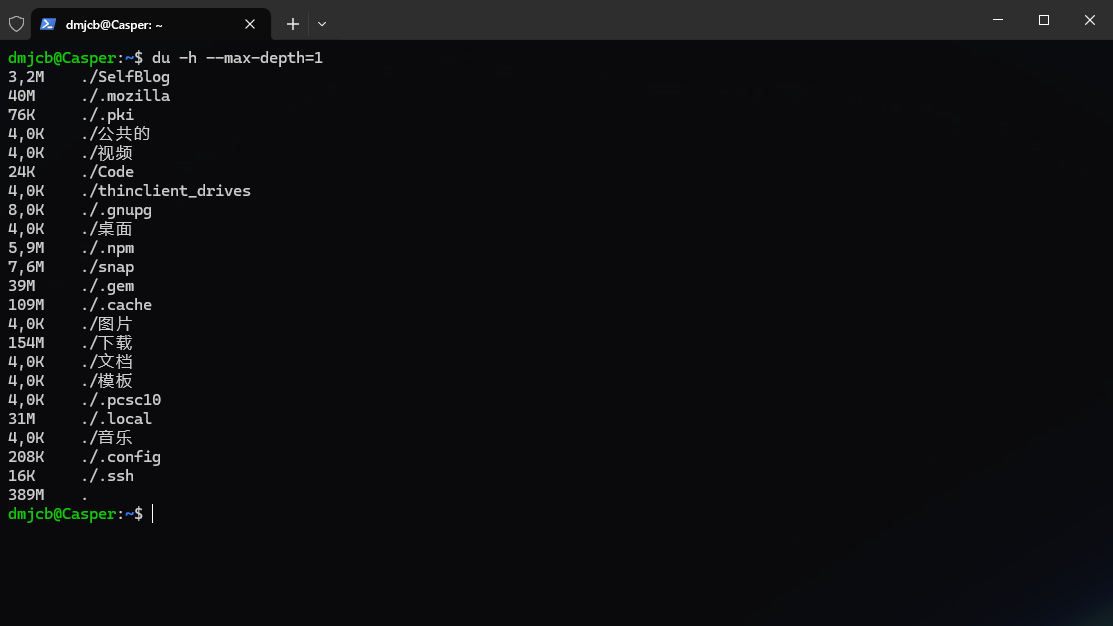 dmjcb@Casper: ~
dmjcb@Casper:~$ du -h --max-depth=1
3,2M    ./SelfBlog
40M     ./.mozilla
76K     ./.pki
4,0K    ./公共的
4,0K    ./视频
24K     ./Code
4,0K    ./thinclient_drives
8,0K    ./.gnupg
4,0K    ./桌面
5,9M    ./.npm
7,6M    ./snap
39M     ./.gem
109M    ./.cache
4,0K    ./图片
154M    ./下载
4,0K    ./文档
4,0K    ./模板
4,0K    ./.pcsc10
31M     ./.local
4,0K    ./音乐
208K    ./.config
16K     ./.ssh
389M    .
dmjcb@Casper:~$